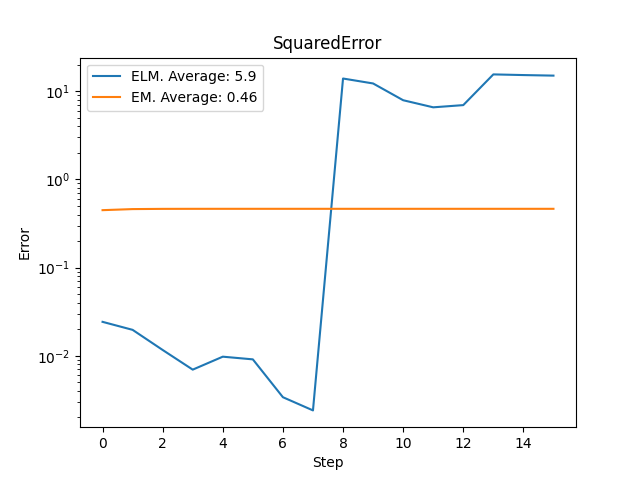 SquaredError
ELM. Average: 5.9
EM. Average: 0.46
Error
10¹
10⁰
10⁻¹
10⁻²
0 2 4 6 8 10 12 14
Step